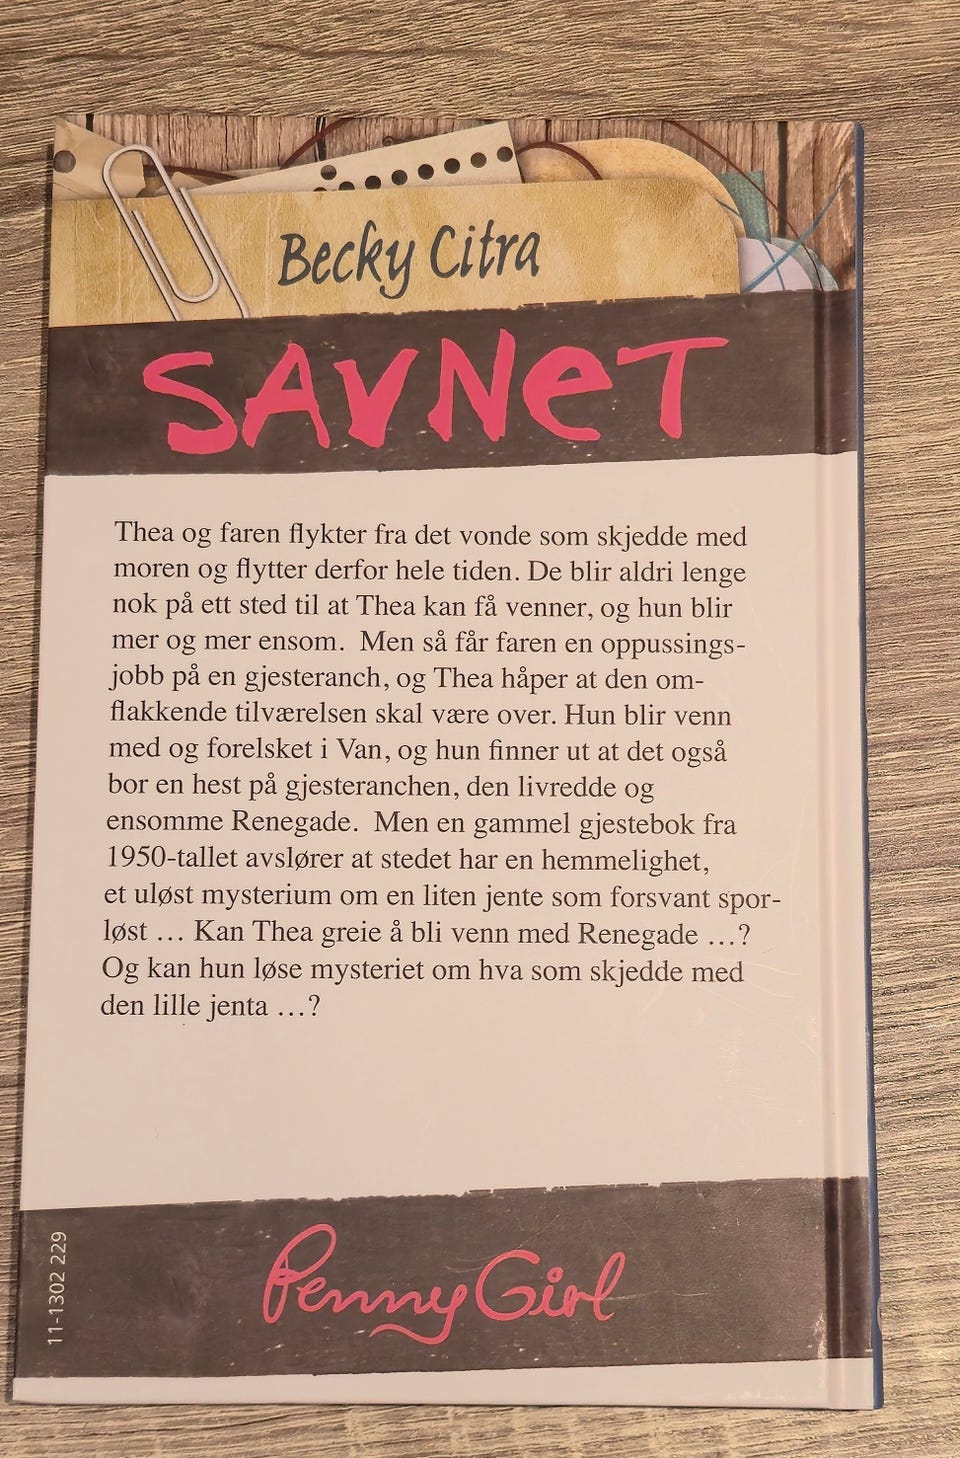 Becky Citra
SAVNeT
Thea og faren flykter fra det vonde som skjedde med
moren og flytter derfor hele tiden. De blir aldri lenge
nok på ett sted til at Thea kan få venner, og hun blir
mer og mer ensom.  Men så får faren en oppussings-
jobb på en gjesteranch, og Thea håper at den om-
flakkende tilværelsen skal være over. Hun blir venn
med og forelsket i Van, og hun finner ut at det også
bor en hest på gjesteranchen, den livredde og
ensomme Renegade.  Men en gammel gjestebok fra
1950-tallet avslører at stedet har en hemmelighet,
et uløst mysterium om en liten jente som forsvant spor-
løst … Kan Thea greie å bli venn med Renegade …?
Og kan hun løse mysteriet om hva som skjedde med
den lille jenta …?
PennyGirl
11-1302 229